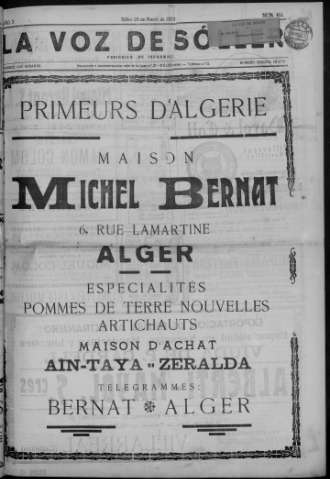 LA VOZ DE SÓLLER
PRIMEURS D'ALGERIE
MAISON
MICHEL BERNAT
6, RUE LAMARTINE
ALGER
ESPECIALITÉS
POMMES DE TERRE NOUVELLES
ARTICHAUTS
MAISON D'ACHAT
AIN-TAYA = ZERALDA
TELEGRAMMES:
BERNAT ALGER